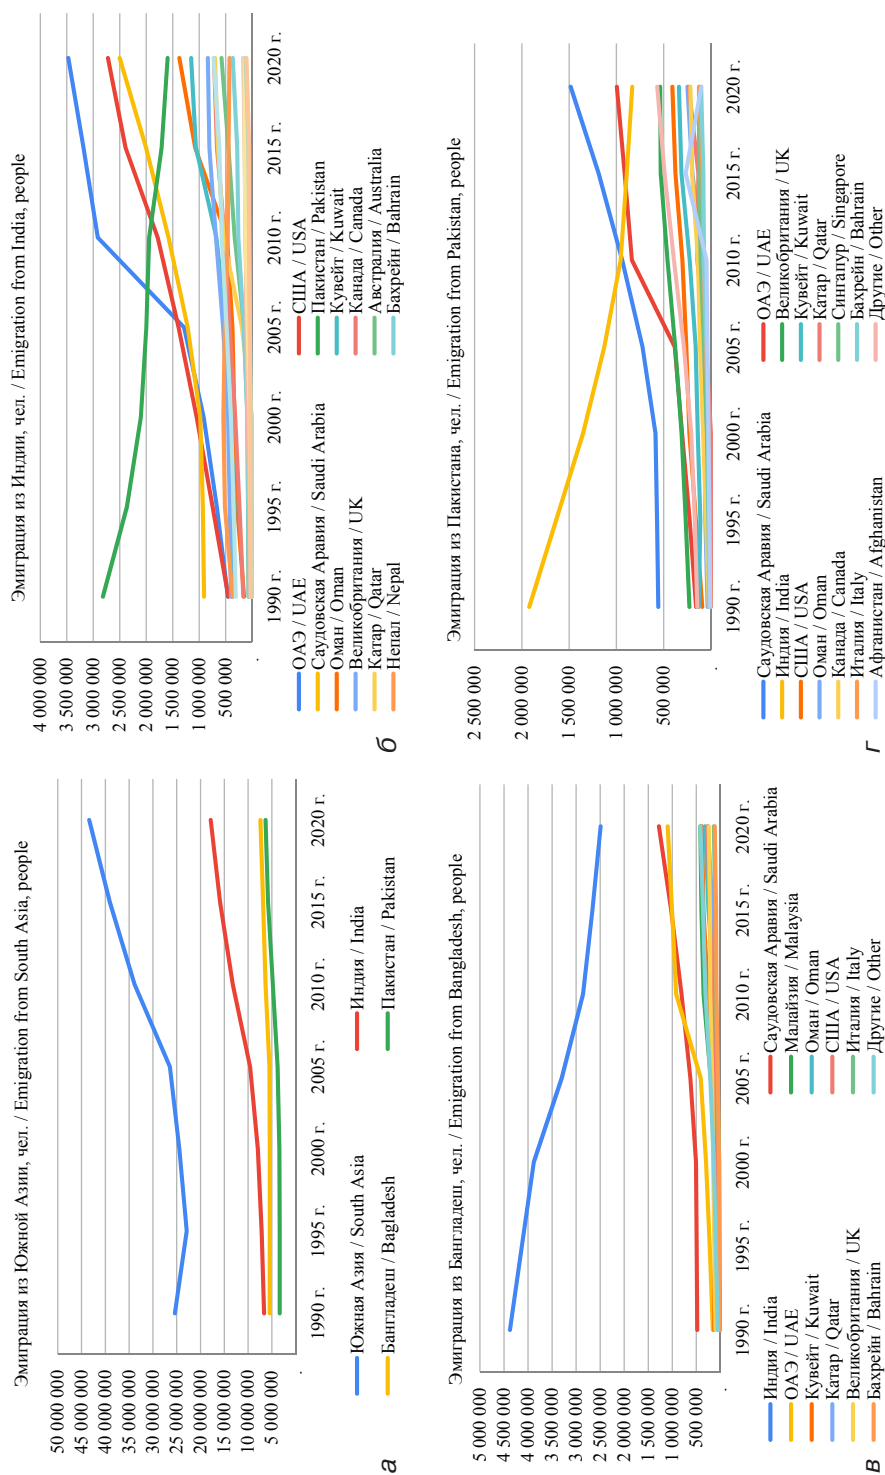 Эмиграция из Южной Азии, чел. / Emigration from South Asia, people
50 000 000
45 000 000
40 000 000
35 000 000
30 000 000
25 000 000
20 000 000
15 000 000
10 000 000
5 000 000
1990 г. 1995 г. 2000 г. 2005 г. 2010 г. 2015 г. 2020 г.
Южная Азия / South Asia Индия / India
Бангладеш / Bagladesh Пакистан / Pakistan
а
Эмиграция из Индии, чел. / Emigration from India, people
4 000 000
3 500 000
3 000 000
2 500 000
2 000 000
1 500 000
1 000 000
500 000
1990 г. 1995 г. 2000 г. 2005 г. 2010 г. 2015 г. 2020 г.
ОАЭ / UAE США / USA
Саудовская Аравия / Saudi Arabia Пакистан / Pakistan
Оман / Oman Кувейт / Kuwait
Великобритания / UK Канада / Canada
Катар / Qatar Австралия / Australia
Непал / Nepal Бахрейн / Bahrain
б
Эмиграция из Бангладеш, чел. / Emigration from Bangladesh, people
5 000 000
4 500 000
4 000 000
3 500 000
3 000 000
2 500 000
2 000 000
1 500 000
1 000 000
500 000
1990 г. 1995 г. 2000 г. 2005 г. 2010 г. 2015 г. 2020 г.
Индия / India Саудовская Аравия / Saudi Arabia
ОАЭ / UAE Малайзия / Malaysia
Кувейт / Kuwait Оман / Oman
Катар / Qatar США / USA
Великобритания / UK Италия / Italy
Бахрейн / Bahrain Другие / Other
в
Эмиграция из Пакистана, чел. / Emigration from Pakistan, people
2 500 000
2 000 000
1 500 000
1 000 000
500 000
1990 г. 1995 г. 2000 г. 2005 г. 2010 г. 2015 г. 2020 г.
Саудовская Аравия / Saudi Arabia ОАЭ / UAE
Индия / India Великобритания / UK
США / USA Кувейт / Kuwait
Оман / Oman Катар / Qatar
Канада / Canada Сингапур / Singapore
Италия / Italy Бахрейн / Bahrain
Афганистан / Afghanistan Другие / Other
г